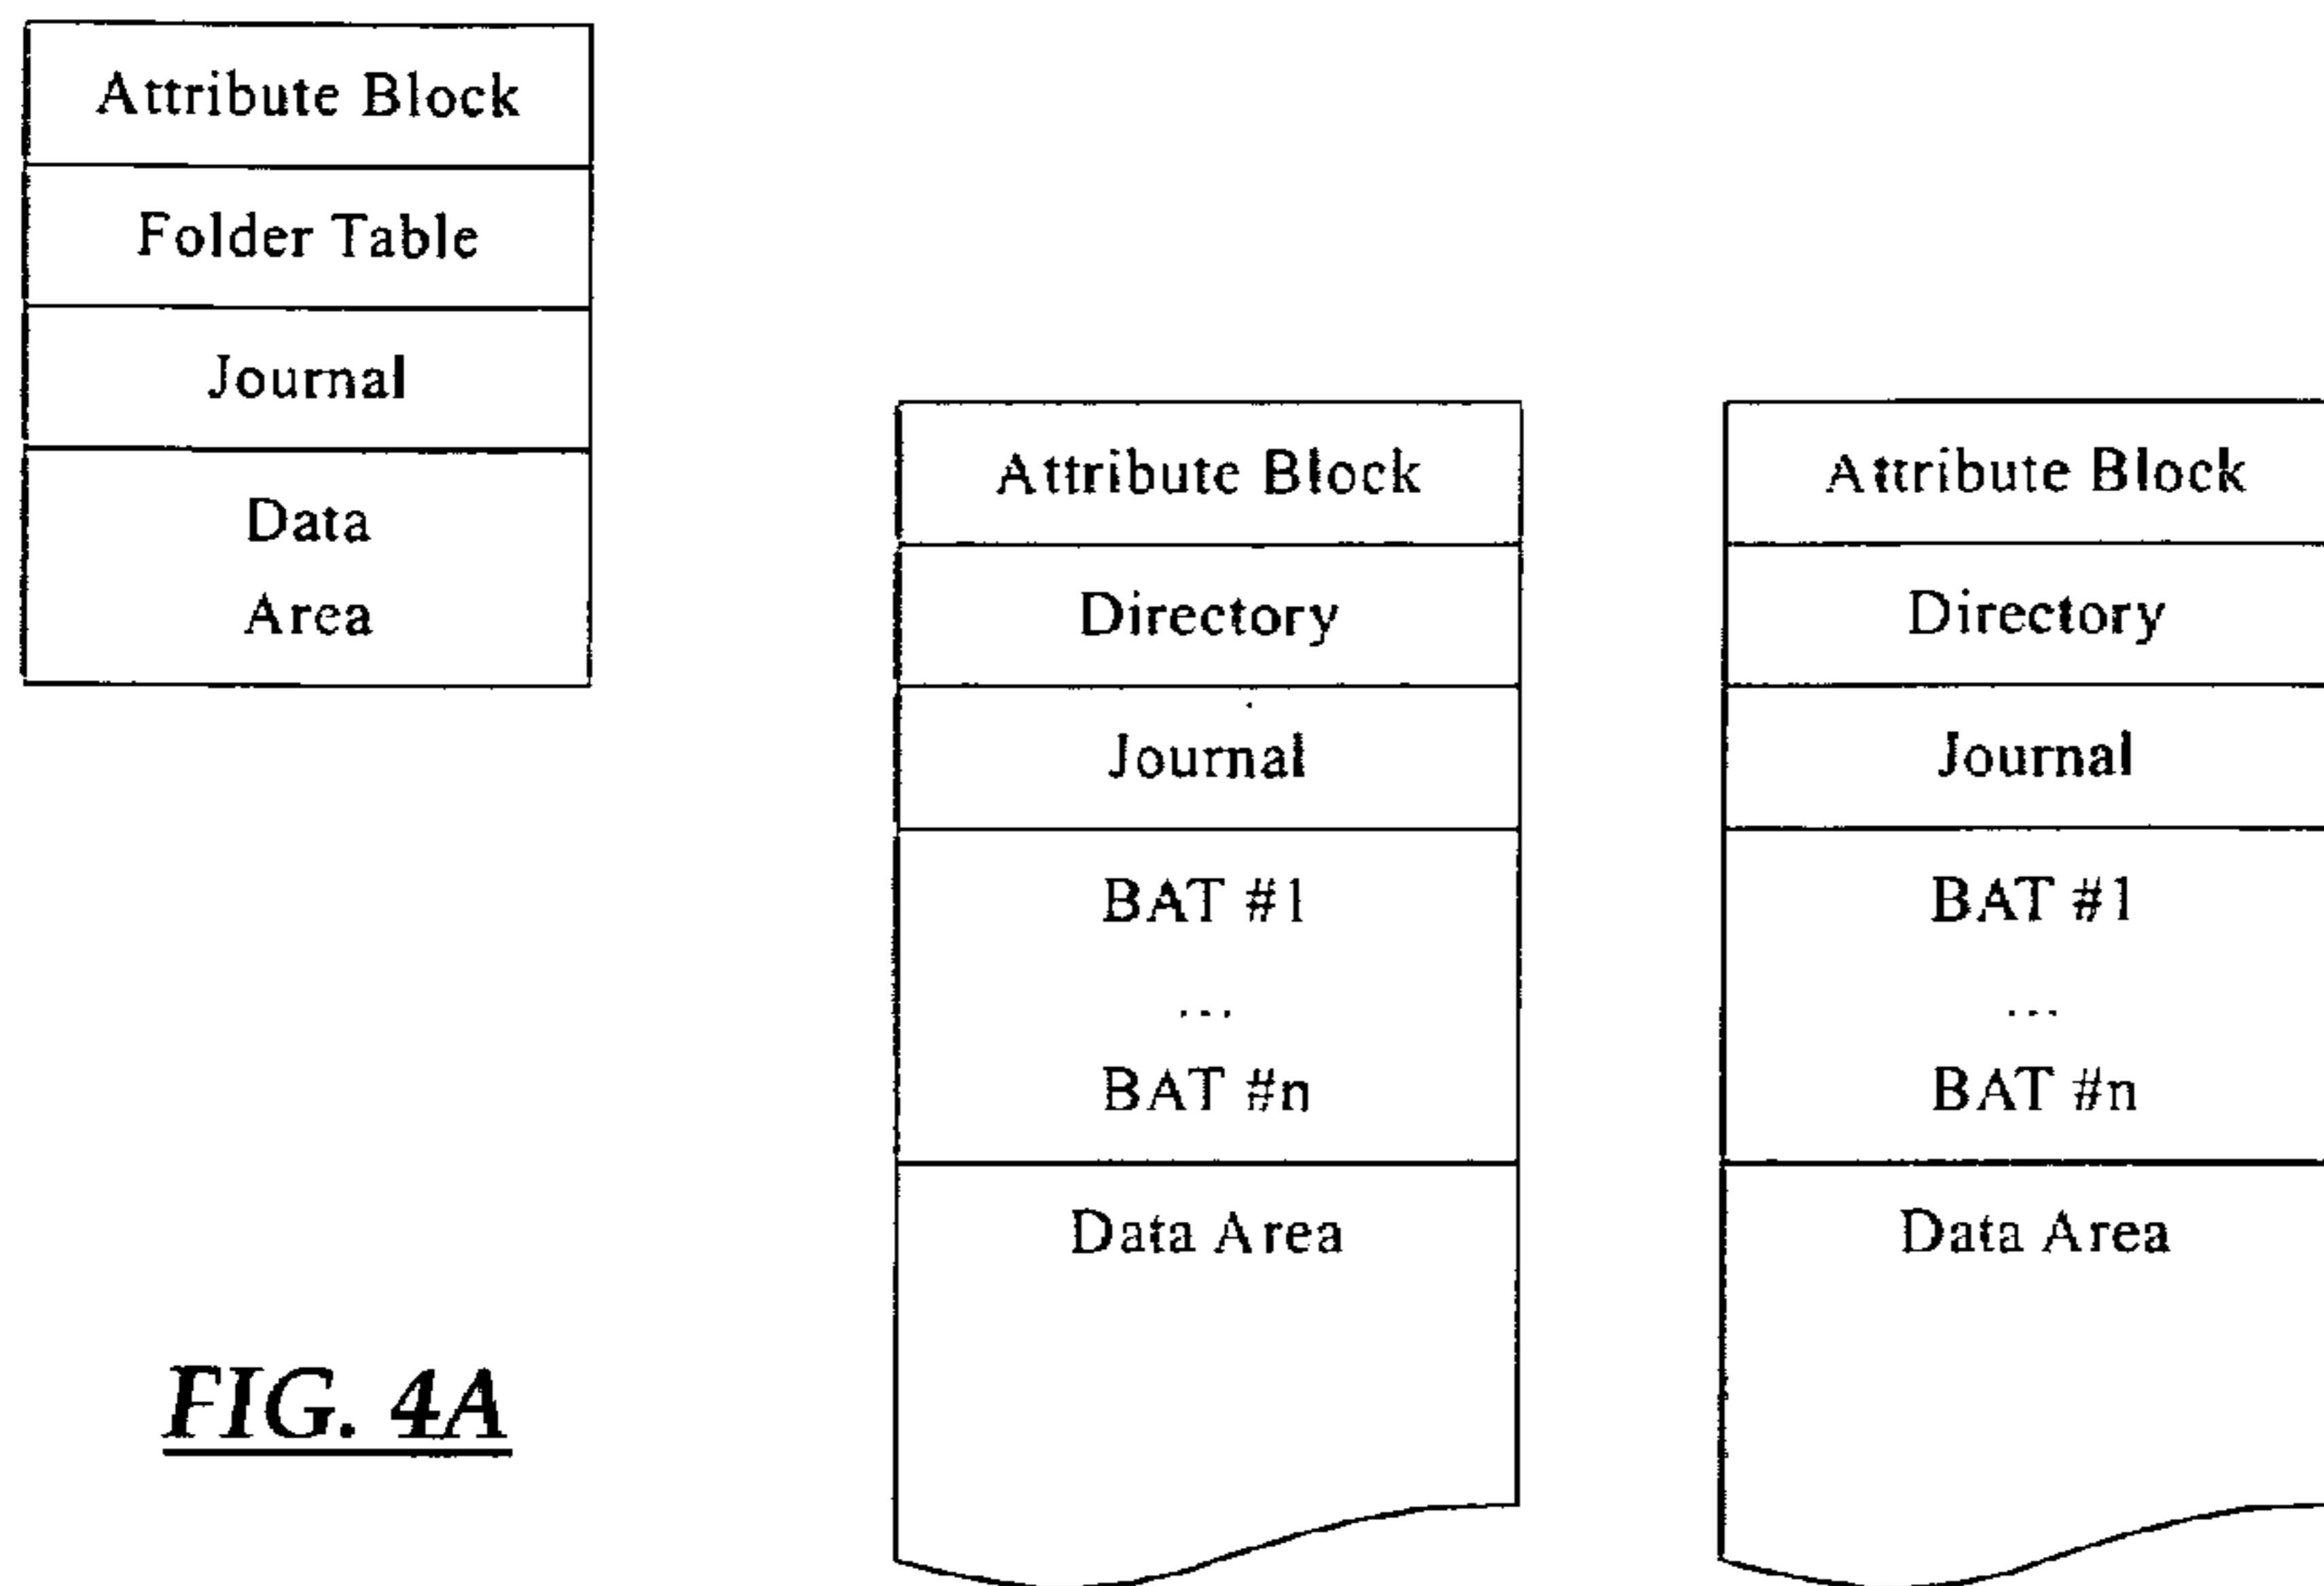 Attribute Block
Folder Table
Journal
Data
Area
FIG. 4A
Attribute Block
Directory
Journal
BAT #1
...
BAT #n
Data Area
Attribute Block
Directory
Journal
BAT #1
...
BAT #n
Data Area